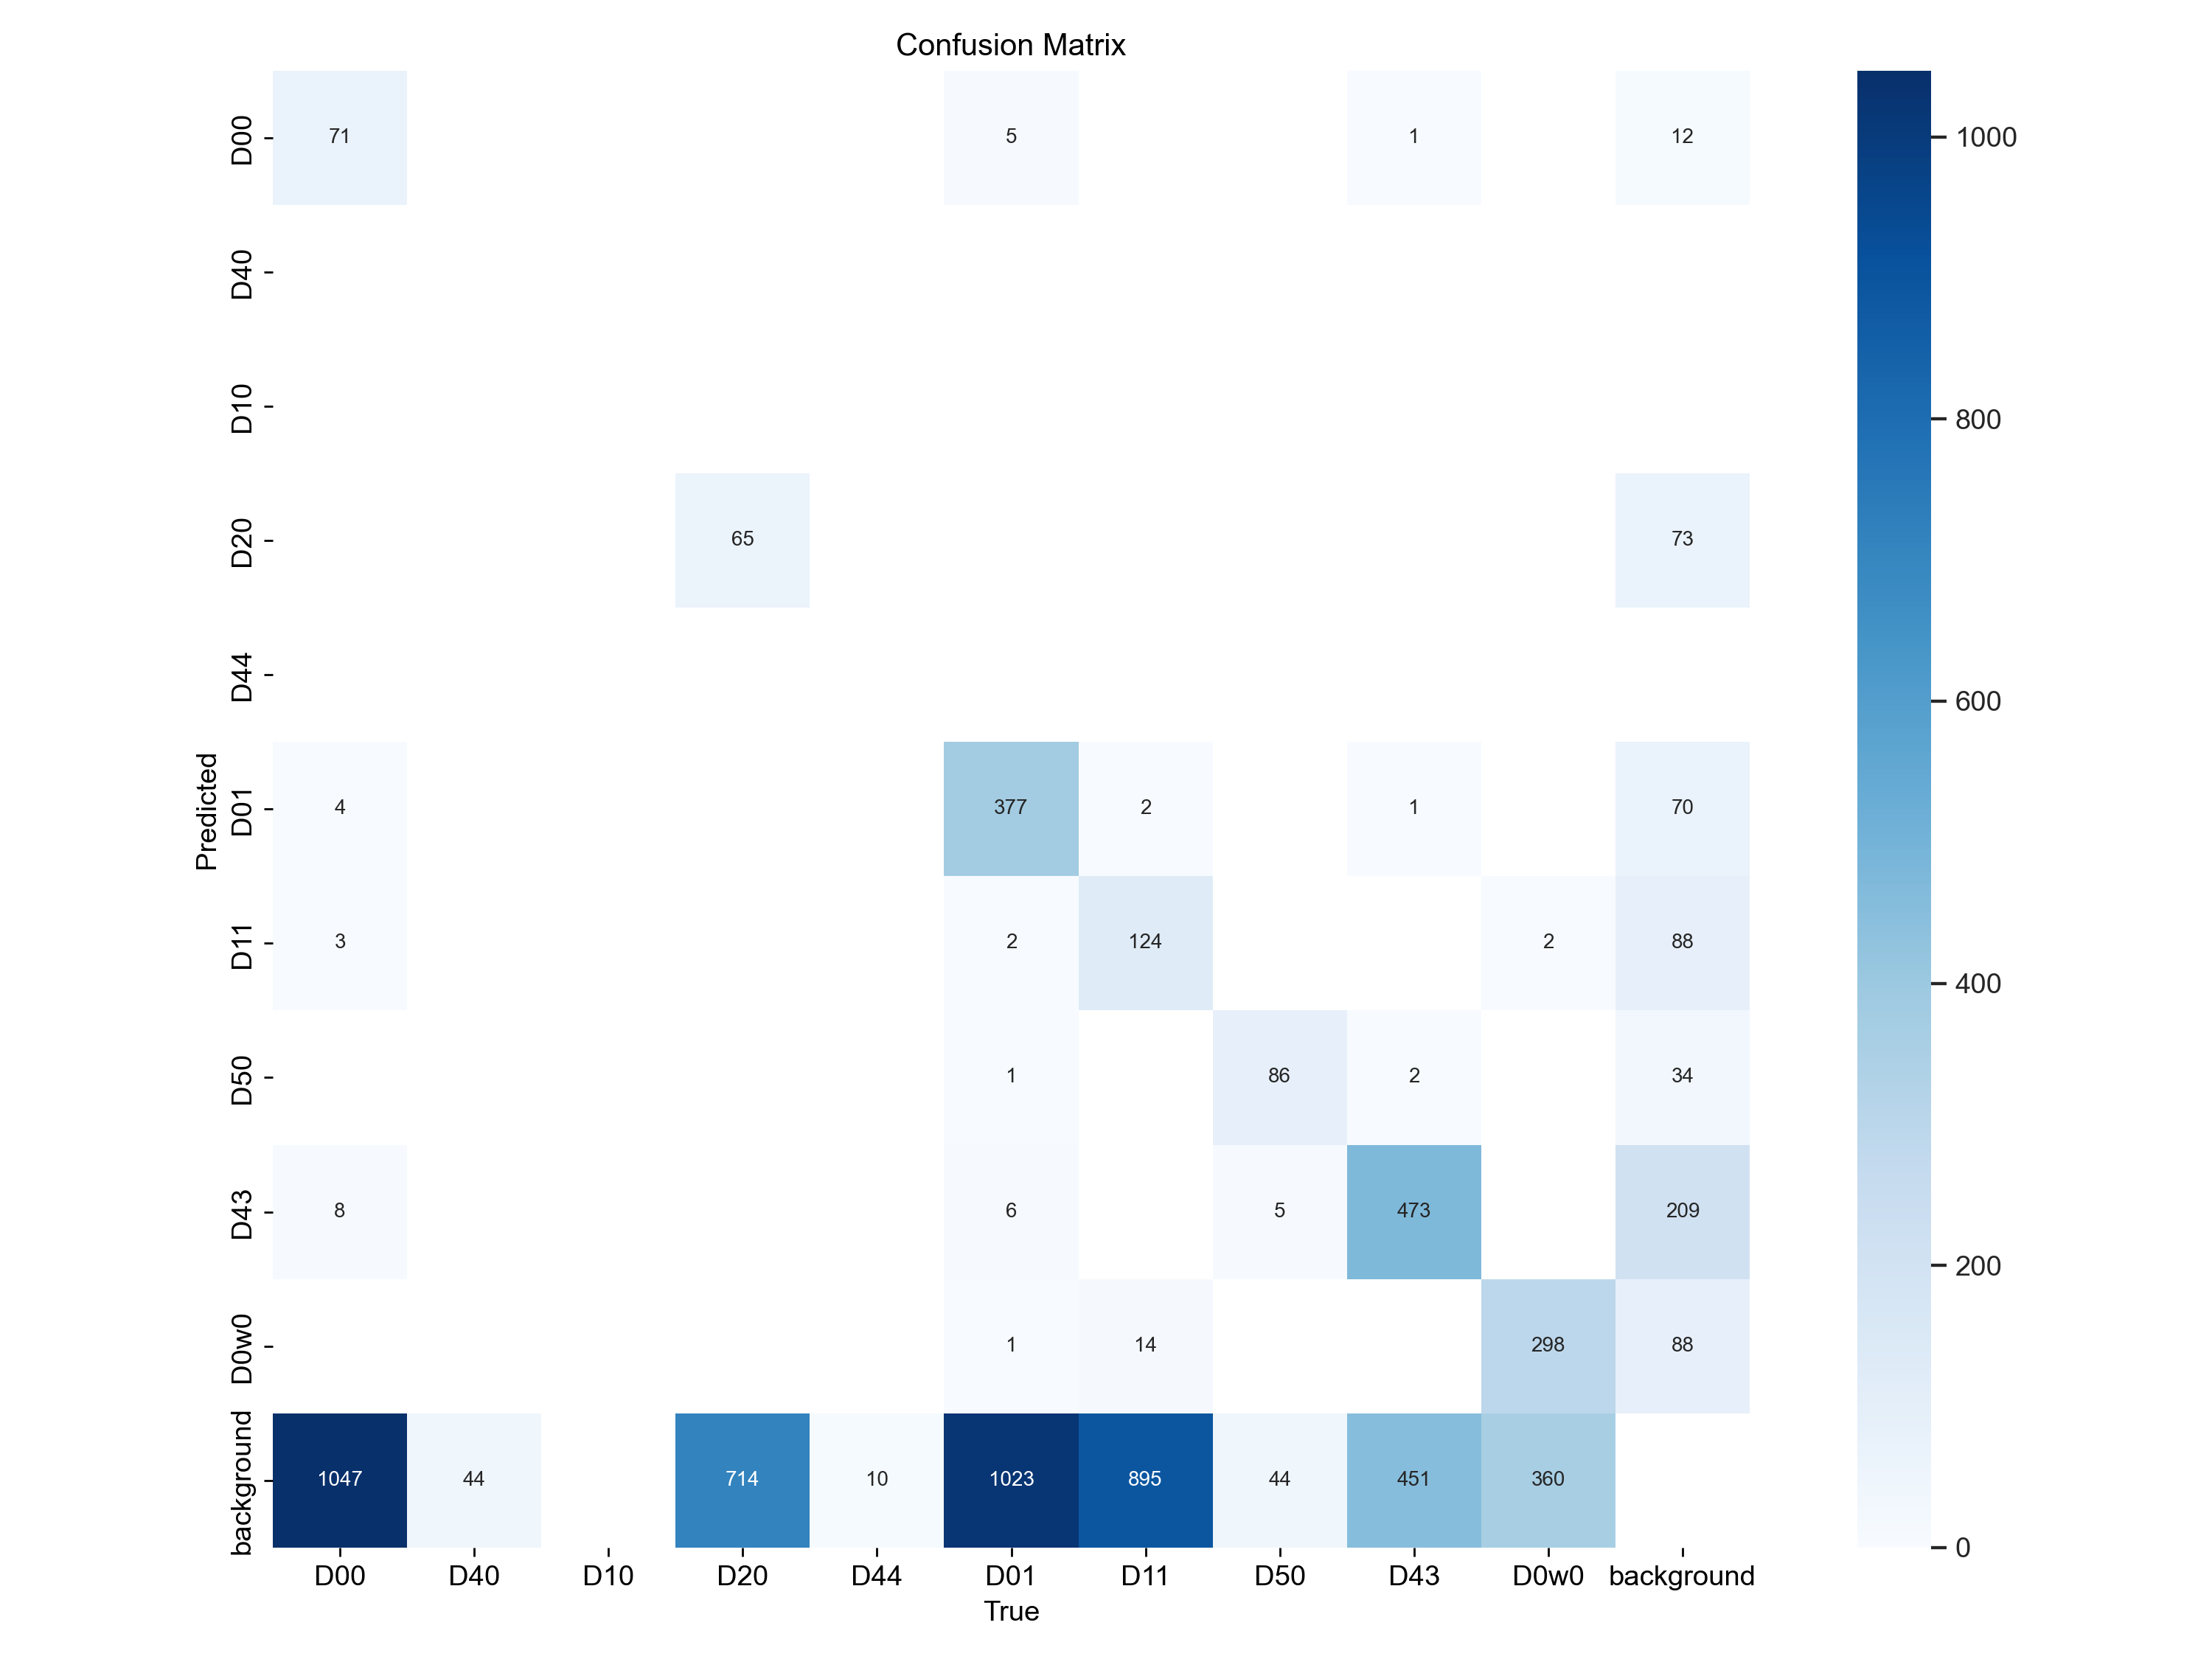 Confusion Matrix
D00 71 5 1 12
D40
D10
D20 65 73
D44
D01 4 377 2 1 70
D11 3 2 124 2 88
D50 1 86 2 34
D43 8 6 5 473 209
D0w0 1 14 298 88
background 1047 44 714 10 1023 895 44 451 360
D00 D40 D10 D20 D44 D01 D11 D50 D43 D0w0 background
True
Predicted
1000
800
600
400
200
0